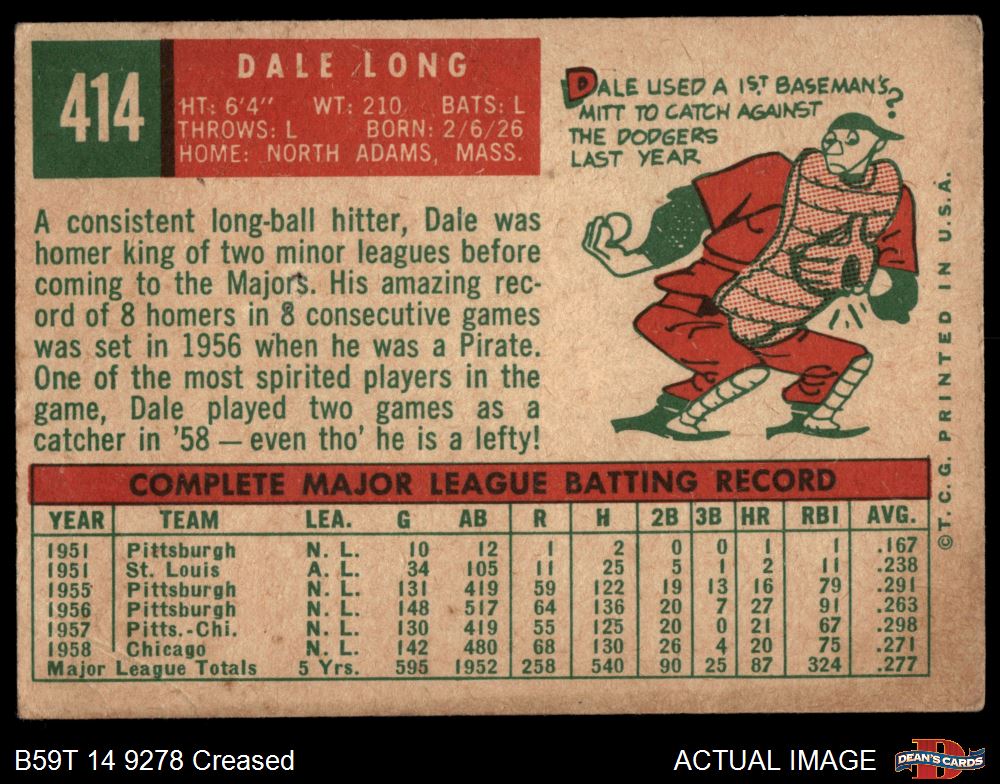 414
DALE LONG
HT: 6'4" WT: 210. BATS: L
THROWS: L BORN: 2/6/26
HOME: NORTH ADAMS, MASS.
DALE USED A 1ST BASEMAN'S
MITT TO CATCH AGAINST
THE DODGERS
LAST YEAR
?
A consistent long-ball hitter, Dale was
homer king of two minor leagues before
coming to the Majors. His amazing rec-
ord of 8 homers in 8 consecutive games
was set in 1956 when he was a Pirate.
One of the most spirited players in the
game, Dale played two games as a
catcher in '58 — even tho' he is a lefty!
COMPLETE MAJOR LEAGUE BATTING RECORD
YEAR TEAM LEA. G AB R H 2B 3B HR RBI AVG.
1951 Pittsburgh N. L. 10 12 1 2 0 0 1 1 .167
1951 St. Louis A. L. 34 105 11 25 5 1 2 11 .238
1955 Pittsburgh N. L. 131 419 59 122 19 13 16 79 .291
1956 Pittsburgh N. L. 148 517 64 136 20 7 27 91 .263
1957 Pitts.-Chi. N. L. 130 419 55 125 20 0 21 67 .298
1958 Chicago N. L. 142 480 68 130 26 4 20 75 .271
Major League Totals 5 Yrs. 595 1952 258 540 90 25 87 324 .277
©T. C. G. PRINTED IN U.S.A.
B59T 14 9278 Creased
ACTUAL IMAGE
D
DEAN'S CARDS